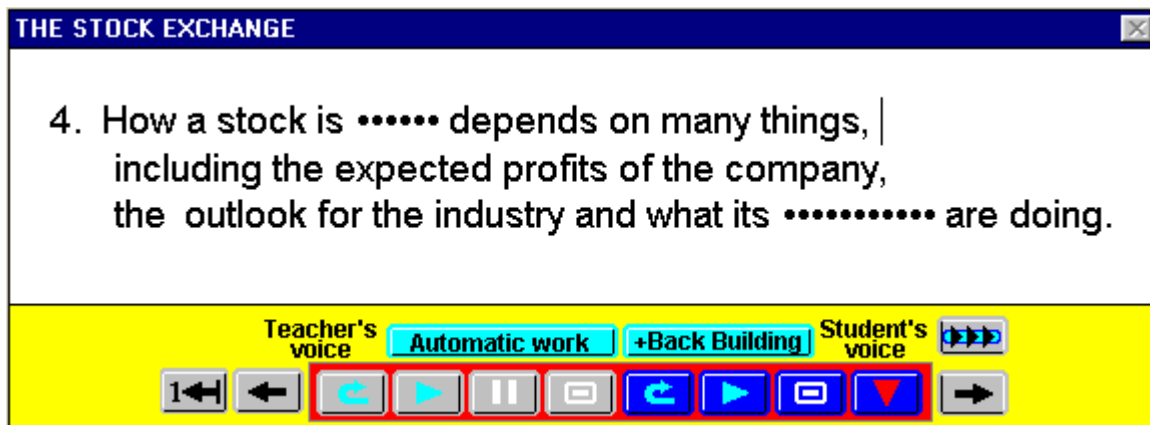 THE STOCK EXCHANGE
4. How a stock is •••••• depends on many things,
including the expected profits of the company,
the outlook for the industry and what its ••••••••••• are doing.
Teacher's voice
Automatic work
+Back Building
Student's voice
1